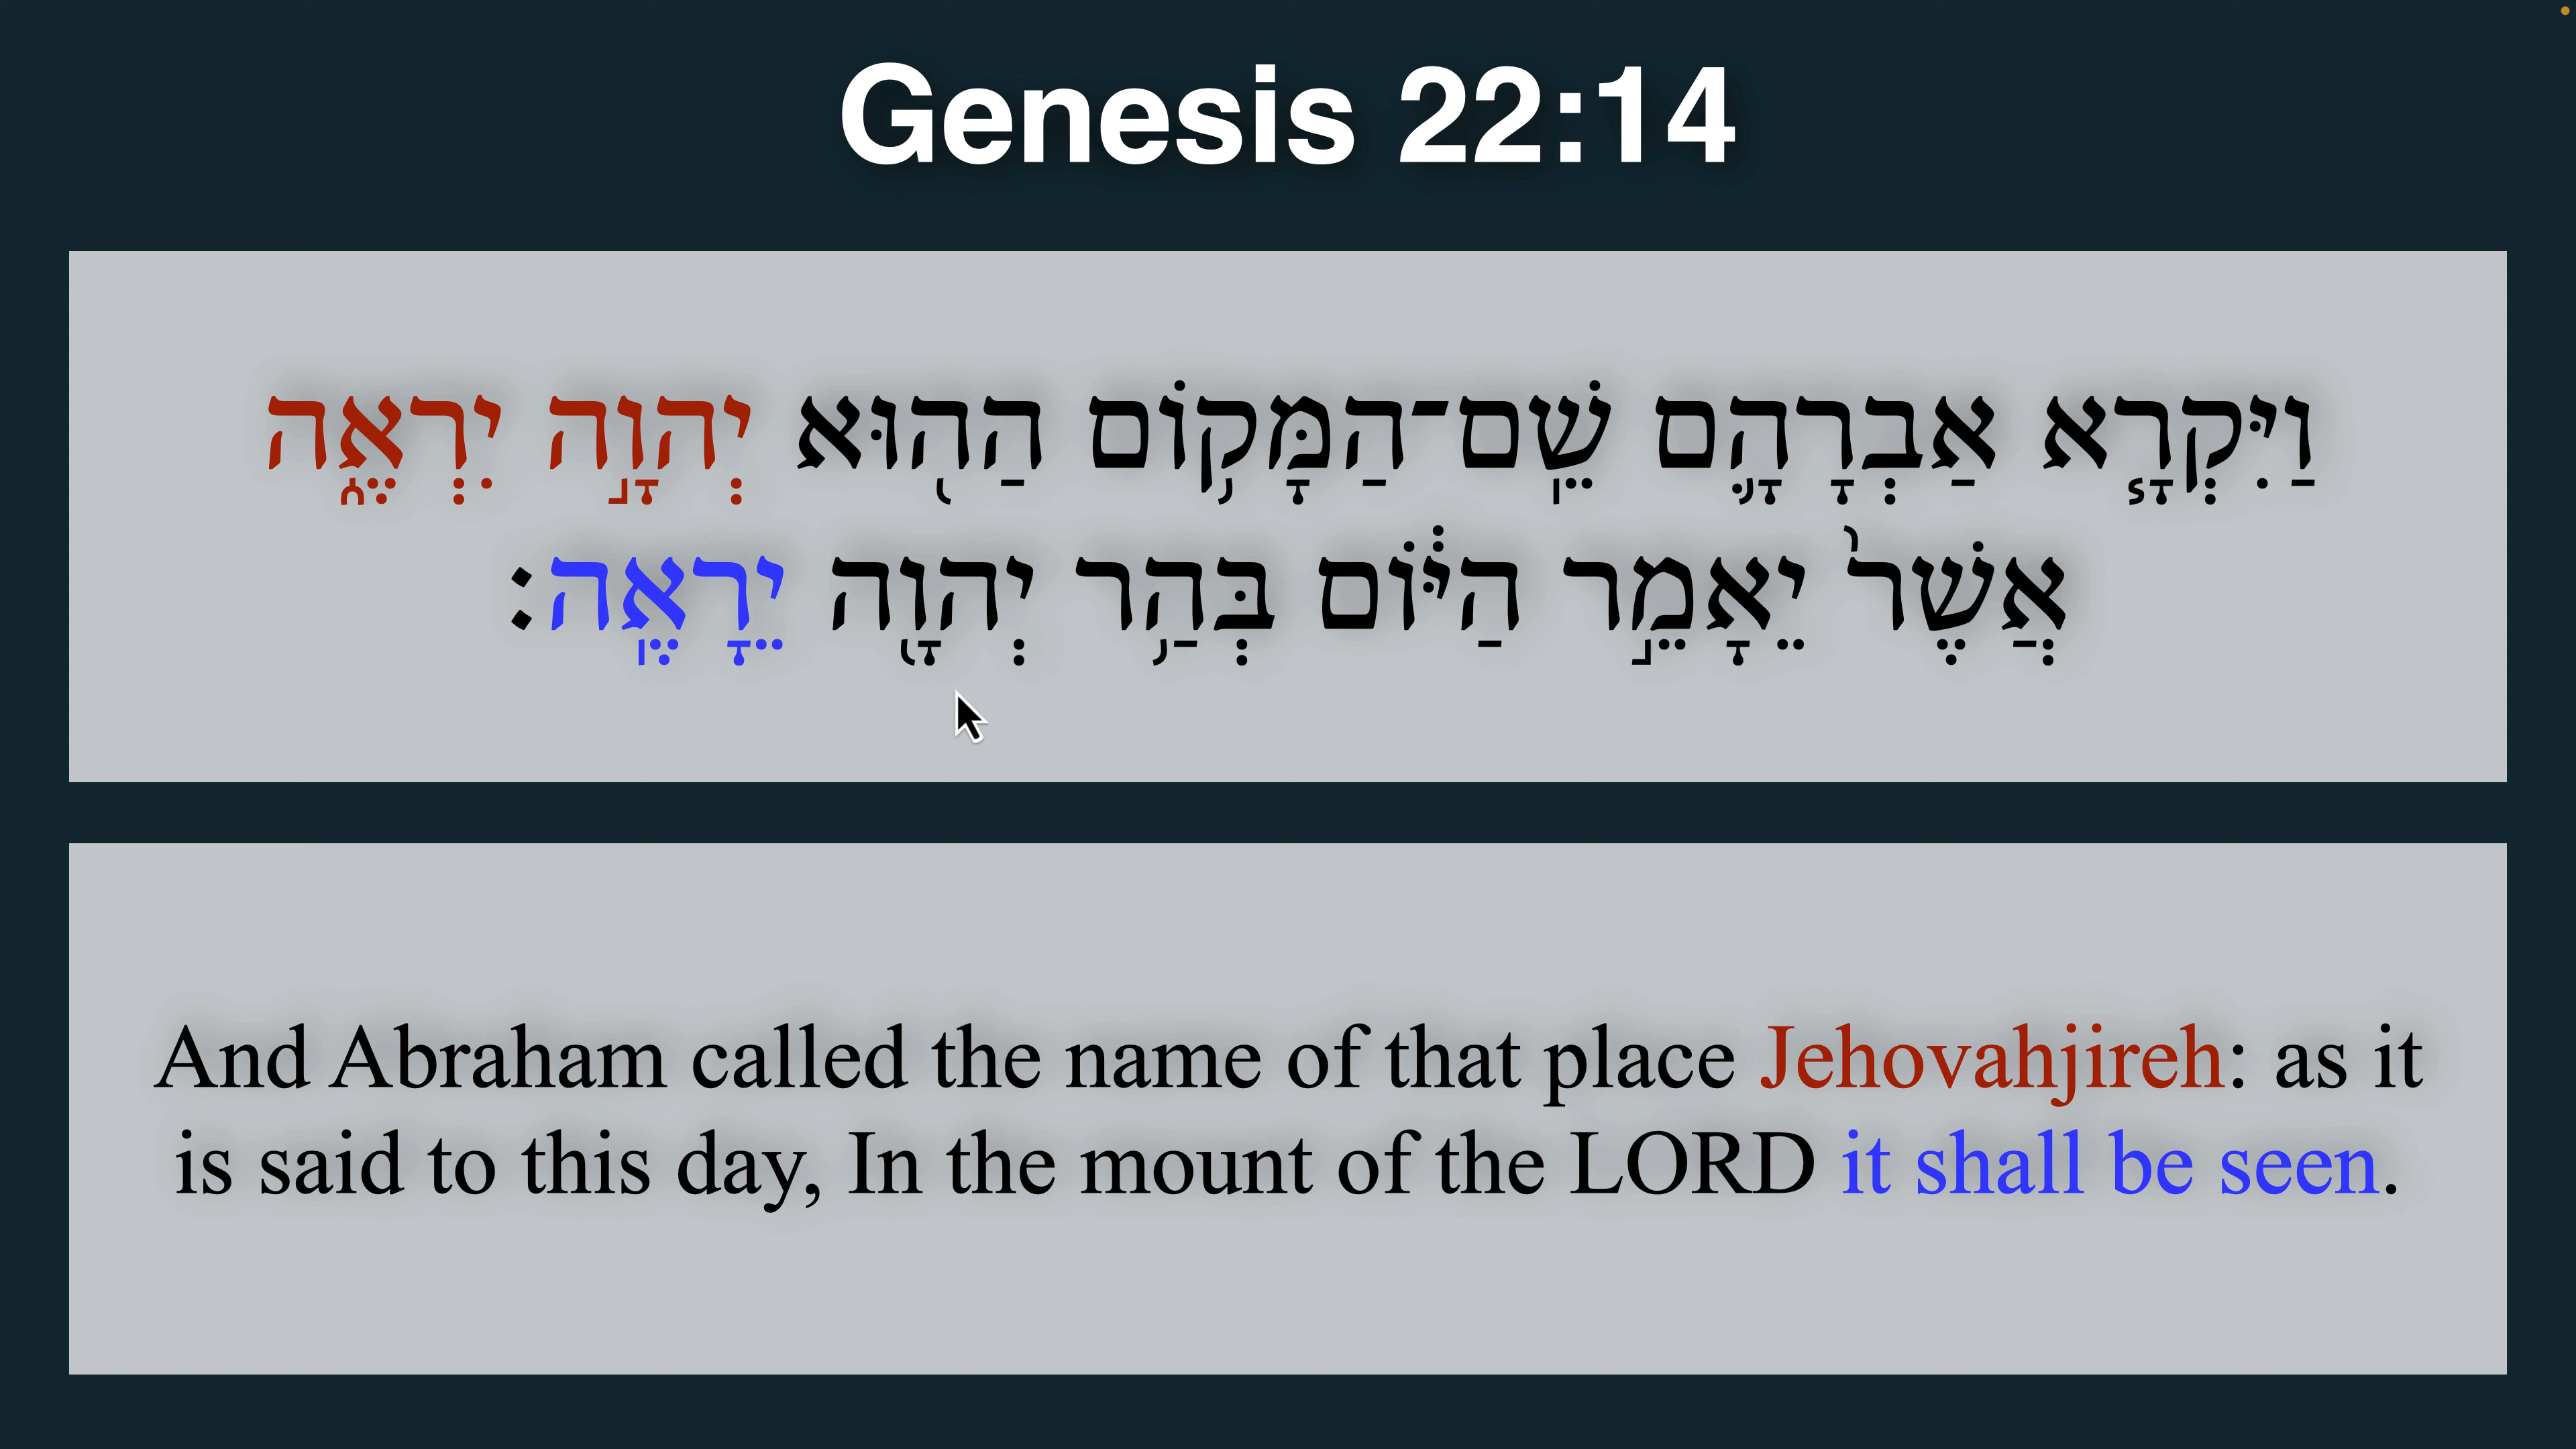 Genesis 22:14
וַיִּקְרָ֧א אַבְרָהָ֛ם שֵֽׁם־הַמָּק֥וֹם הַה֖וּא יְהוָ֣ה יִרְאֶ֑ה
אֲשֶׁר֙ יֵאָמֵ֣ר הַיּ֔וֹם בְּהַ֥ר יְהוָ֖ה יֵרָאֶֽה׃
And Abraham called the name of that place Jehovahjireh: as it
is said to this day, In the mount of the LORD it shall be seen.